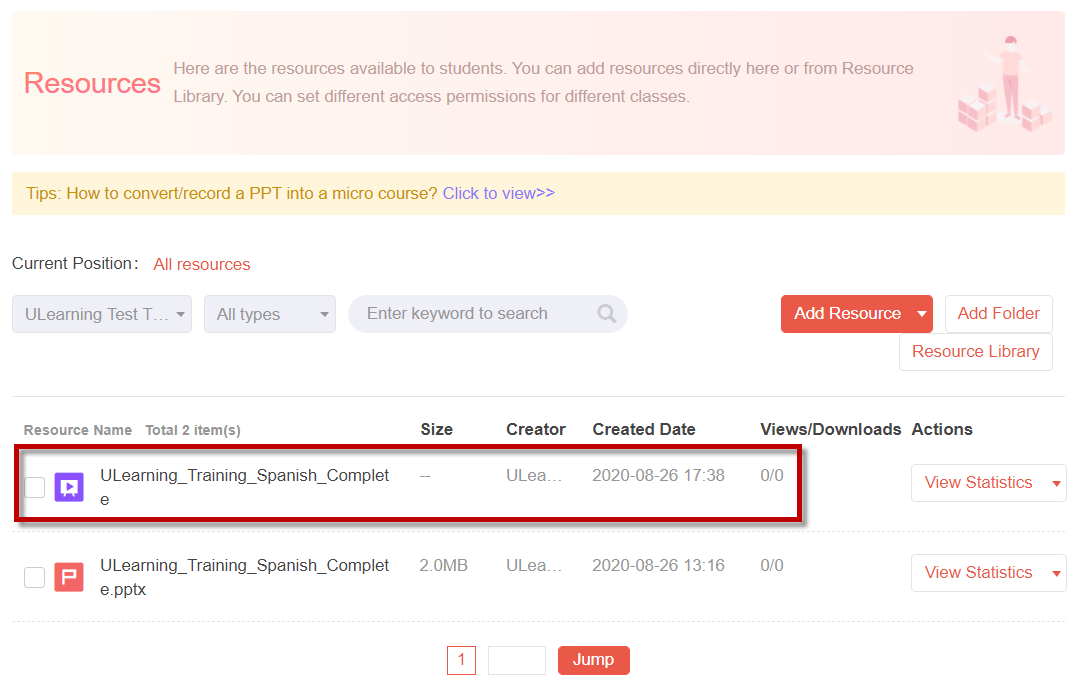 Resources
Here are the resources available to students. You can add resources directly here or from Resource
Library. You can set different access permissions for different classes.
Tips: How to convert/record a PPT into a micro course? Click to view>>
Current Position: All resources
ULearning Test T... All types Enter keyword to search Add Resource Add Folder
Resource Library
Resource Name Total 2 item(s) Size Creator Created Date Views/Downloads Actions
ULearning_Training_Spanish_Complet -- ULea... 2020-08-26 17:38 0/0 View Statistics
e
P ULearning_Training_Spanish_Complet 2.0MB ULea... 2020-08-26 13:16 0/0 View Statistics
e.pptx
1 Jump